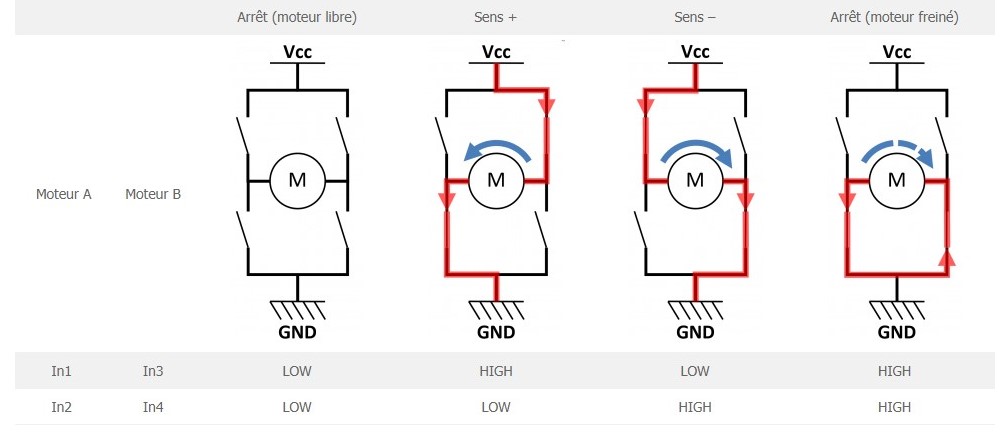 Arrêt (moteur libre) Sens + Sens – Arrêt (moteur freiné)
Vcc Vcc Vcc Vcc
Moteur A Moteur B M M M M
GND GND GND GND
In1 In3 LOW HIGH LOW HIGH
In2 In4 LOW LOW HIGH HIGH